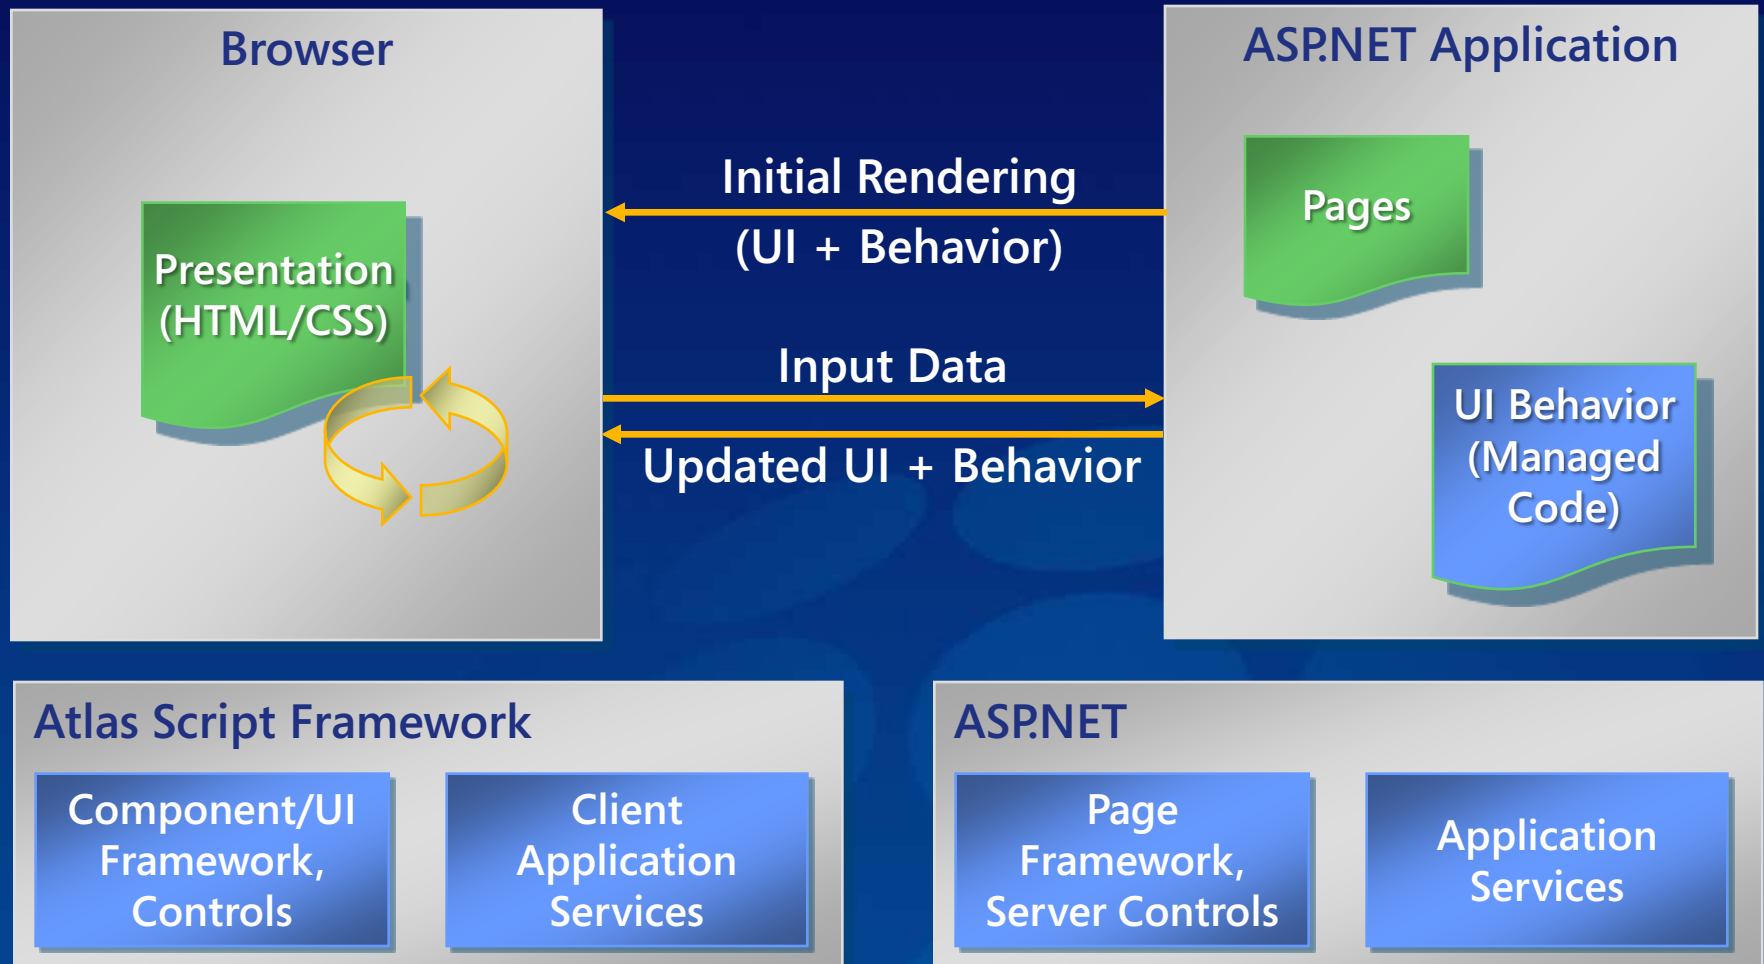 Browser
Presentation
(HTML/CSS)
Initial Rendering
(UI + Behavior)
Input Data
Updated UI + Behavior
ASP.NET Application
Pages
UI Behavior
(Managed
Code)
Atlas Script Framework
Component/UI
Framework,
Controls
Client
Application
Services
ASP.NET
Page
Framework,
Server Controls
Application
Services